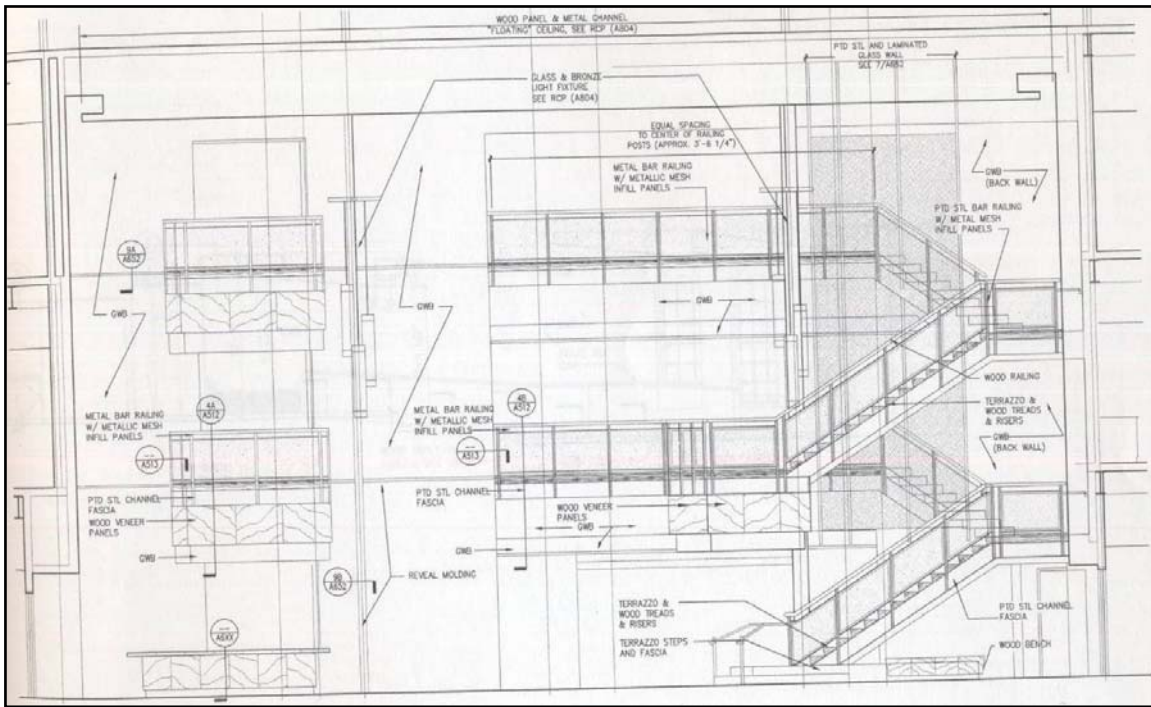 WOOD PANEL & METAL CHANNEL
"FLOATING" CEILING, SEE RCP (A804)
PTD STL AND LAMINATED
GLASS WALL
SEE 7/A652
GLASS & BRONZE
LIGHT FIXTURE
SEE RCP (A804)
EQUAL SPACING
TO CENTER OF RAILING
POSTS (APPROX. 3'-6 1/4")
METAL BAR RAILING
W/ METALLIC MESH
INFILL PANELS
GWB
(BACK WALL)
PTD STL BAR RAILING
W/ METAL MESH
INFILL PANELS
9A
A652
GWB
GWB
GWB
WOOD RAILING
METAL BAR RAILING
W/ METALLIC MESH
INFILL PANELS
4A
A512
METAL BAR RAILING
W/ METALLIC MESH
INFILL PANELS
4B
A512
TERRAZZO &
WOOD TREADS
& RISERS
GWB
(BACK WALL)
A513
A513
PTD STL CHANNEL
FASCIA
WOOD VENEER
PANELS
PTD STL CHANNEL
FASCIA
WOOD VENEER
PANELS
GWB
GWB
GWB
REVEAL MOLDING
9B
A652
TERRAZZO &
WOOD TREADS
& RISERS
PTD STL CHANNEL
FASCIA
A6XX
TERRAZZO STEPS
AND FASCIA
WOOD BENCH